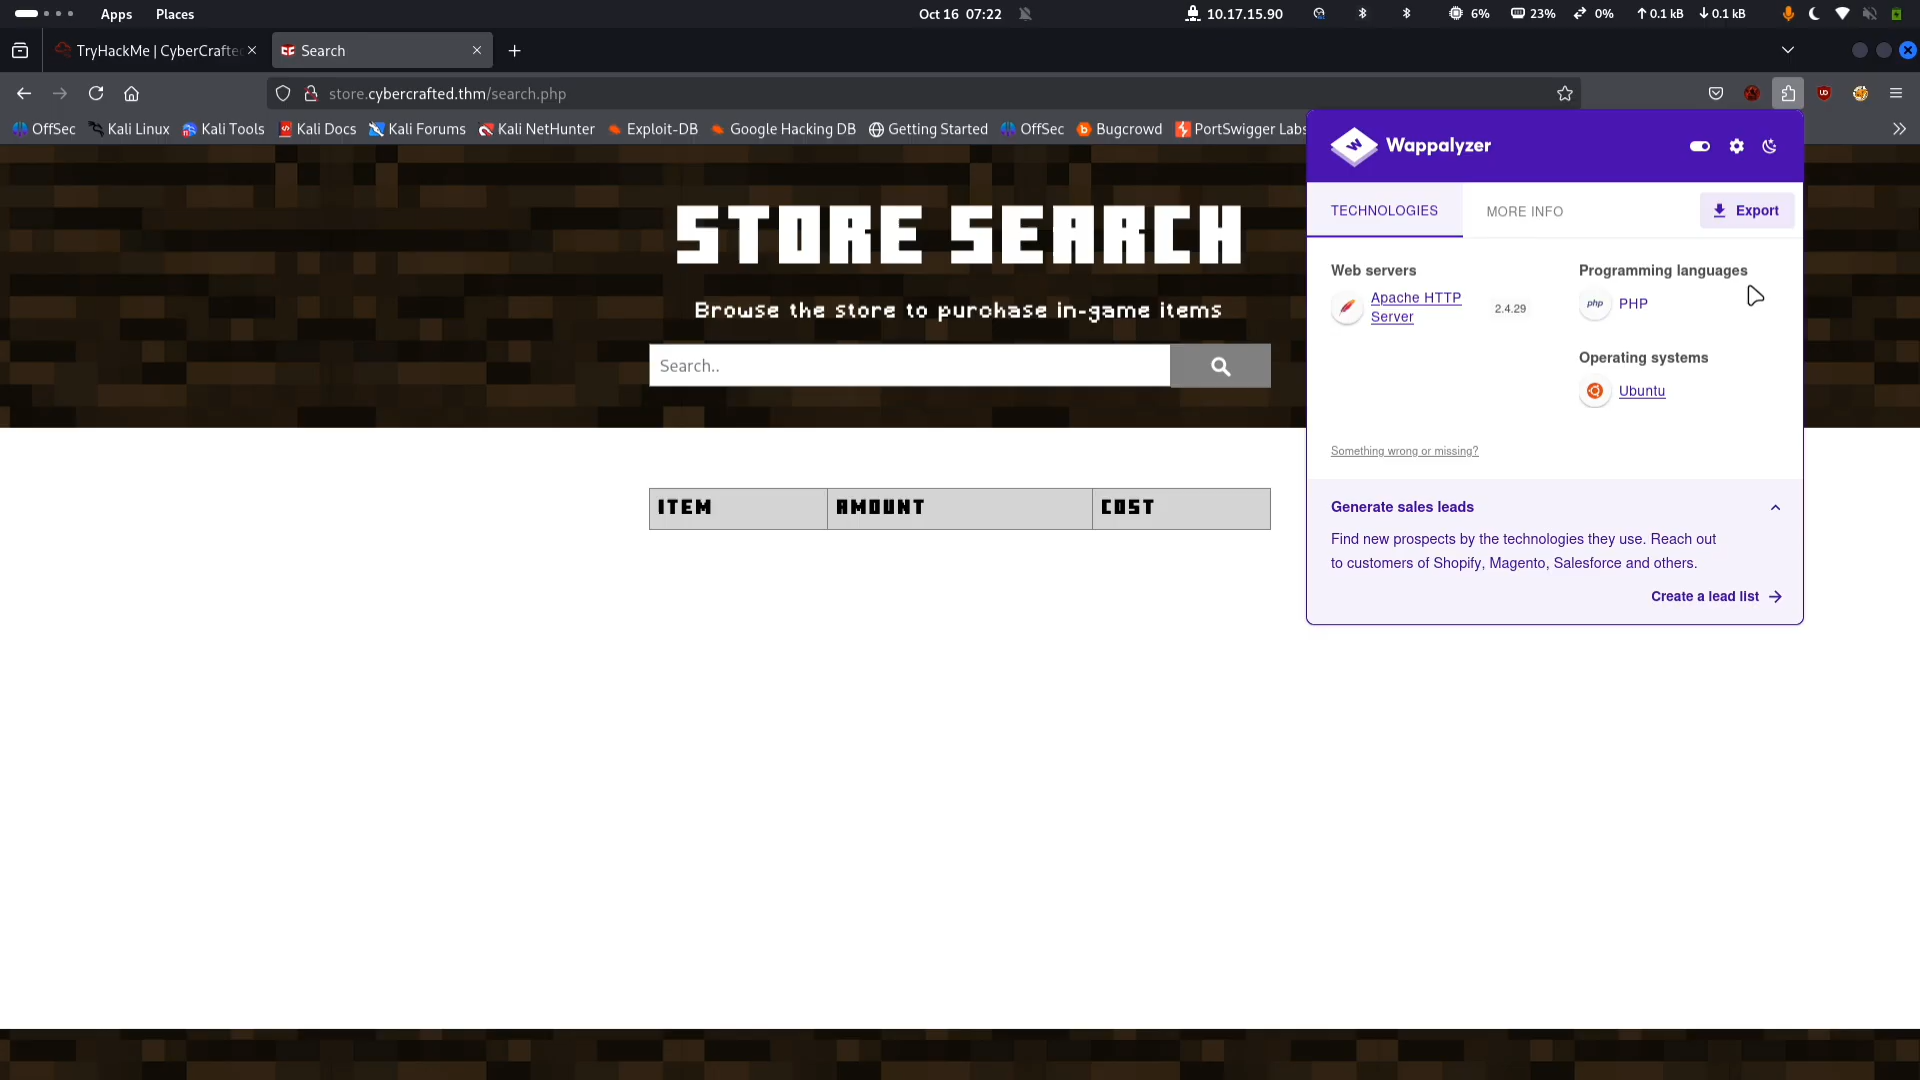 Apps Places Oct 16 07:22 10.17.15.90 6% 23% 0% ↑0.1 kB ↓0.1 kB
TryHackMe | CyberCrafte Search
store.cybercrafted.thm/search.php
OffSec Kali Linux Kali Tools Kali Docs Kali Forums Kali NetHunter Exploit-DB Google Hacking DB Getting Started OffSec Bugcrowd PortSwigger Labs
Wappalyzer
TECHNOLOGIES MORE INFO Export
STORE SEARCH
Browse the store to purchase in-game items
Search..
ITEM AMOUNT COST
Web servers
Apache HTTP
Server
2.4.29
Programming languages
php PHP
Operating systems
Ubuntu
Something wrong or missing?
Generate sales leads
Find new prospects by the technologies they use. Reach out
to customers of Shopify, Magento, Salesforce and others.
Create a lead list